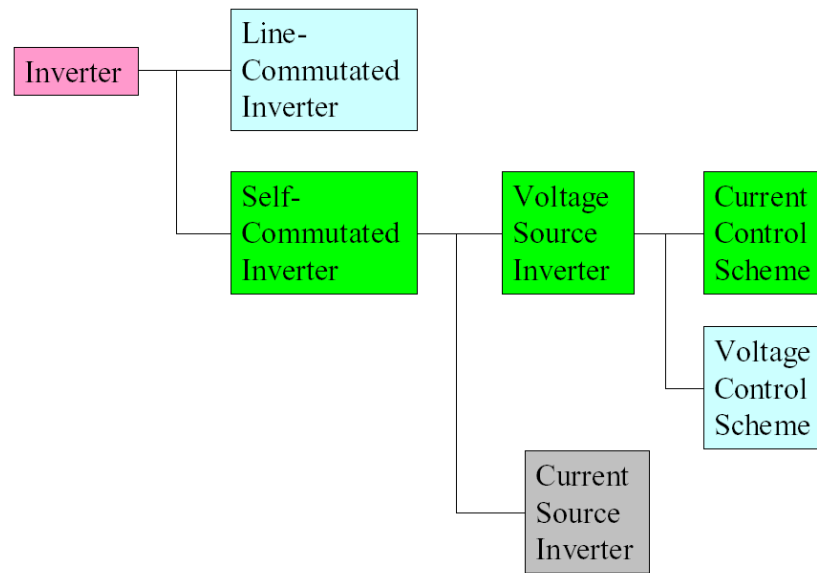 Inverter
Line-
Commutated
Inverter
Self-
Commutated
Inverter
Voltage
Source
Inverter
Current
Control
Scheme
Voltage
Control
Scheme
Current
Source
Inverter